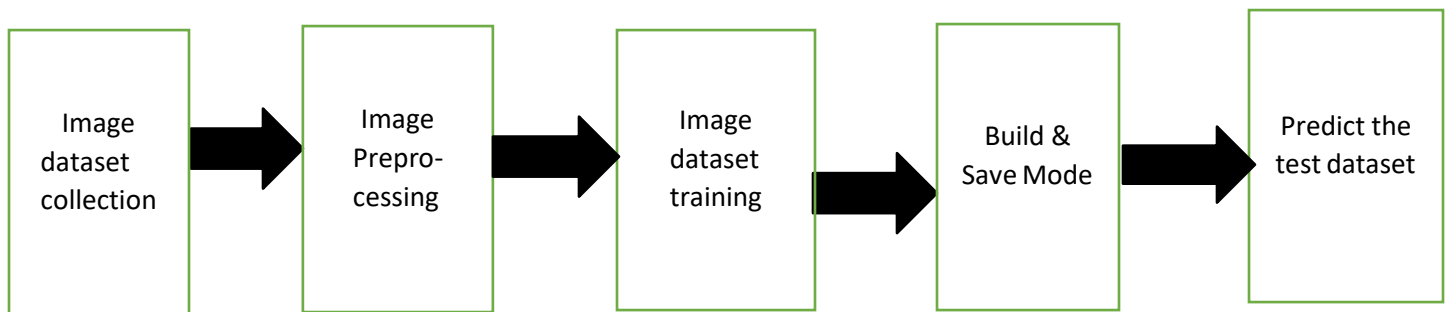 Image
dataset
collection
Image
Prepro-
cessing
Image
dataset
training
Build &
Save Mode
Predict the
test dataset